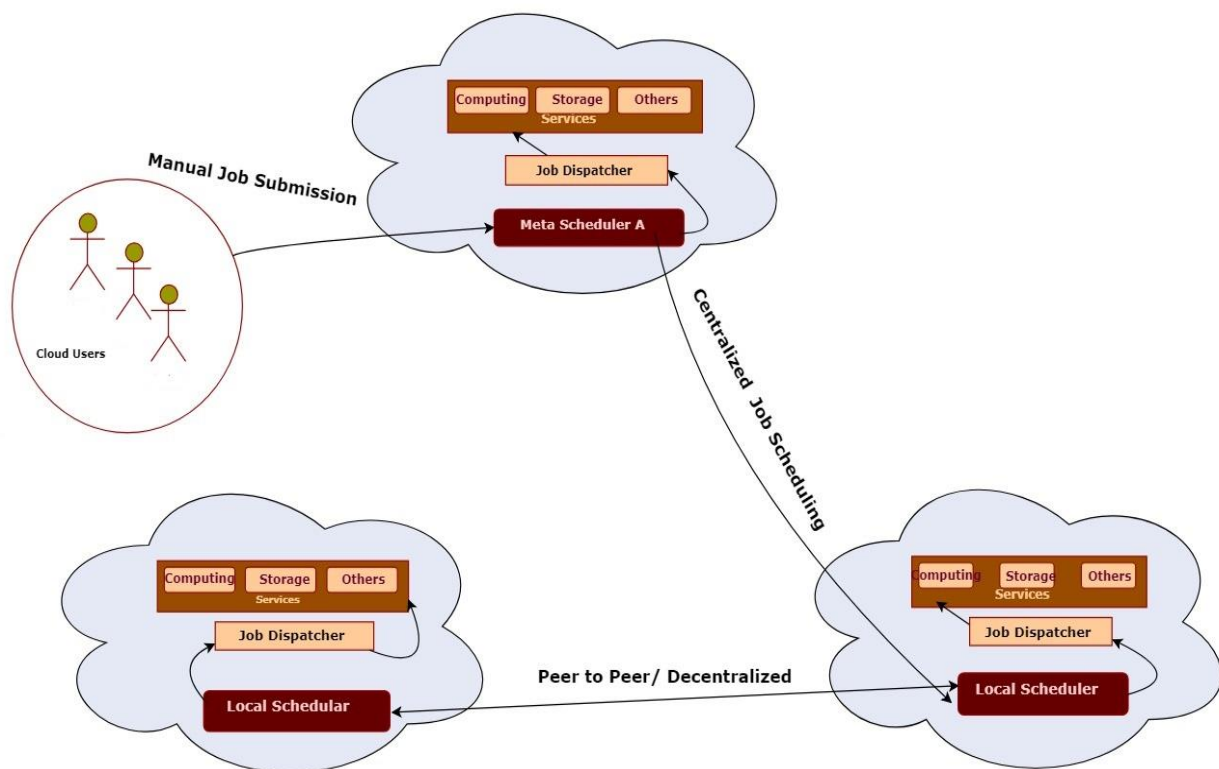 Computing Storage Others
Services
Job Dispatcher
Meta Scheduler A
Manual Job Submission
Cloud Users
Centralized Job Scheduling
Computing Storage Others
Services
Job Dispatcher
Local Schedular
Peer to Peer/ Decentralized
Computing Storage Others
Services
Job Dispatcher
Local Scheduler